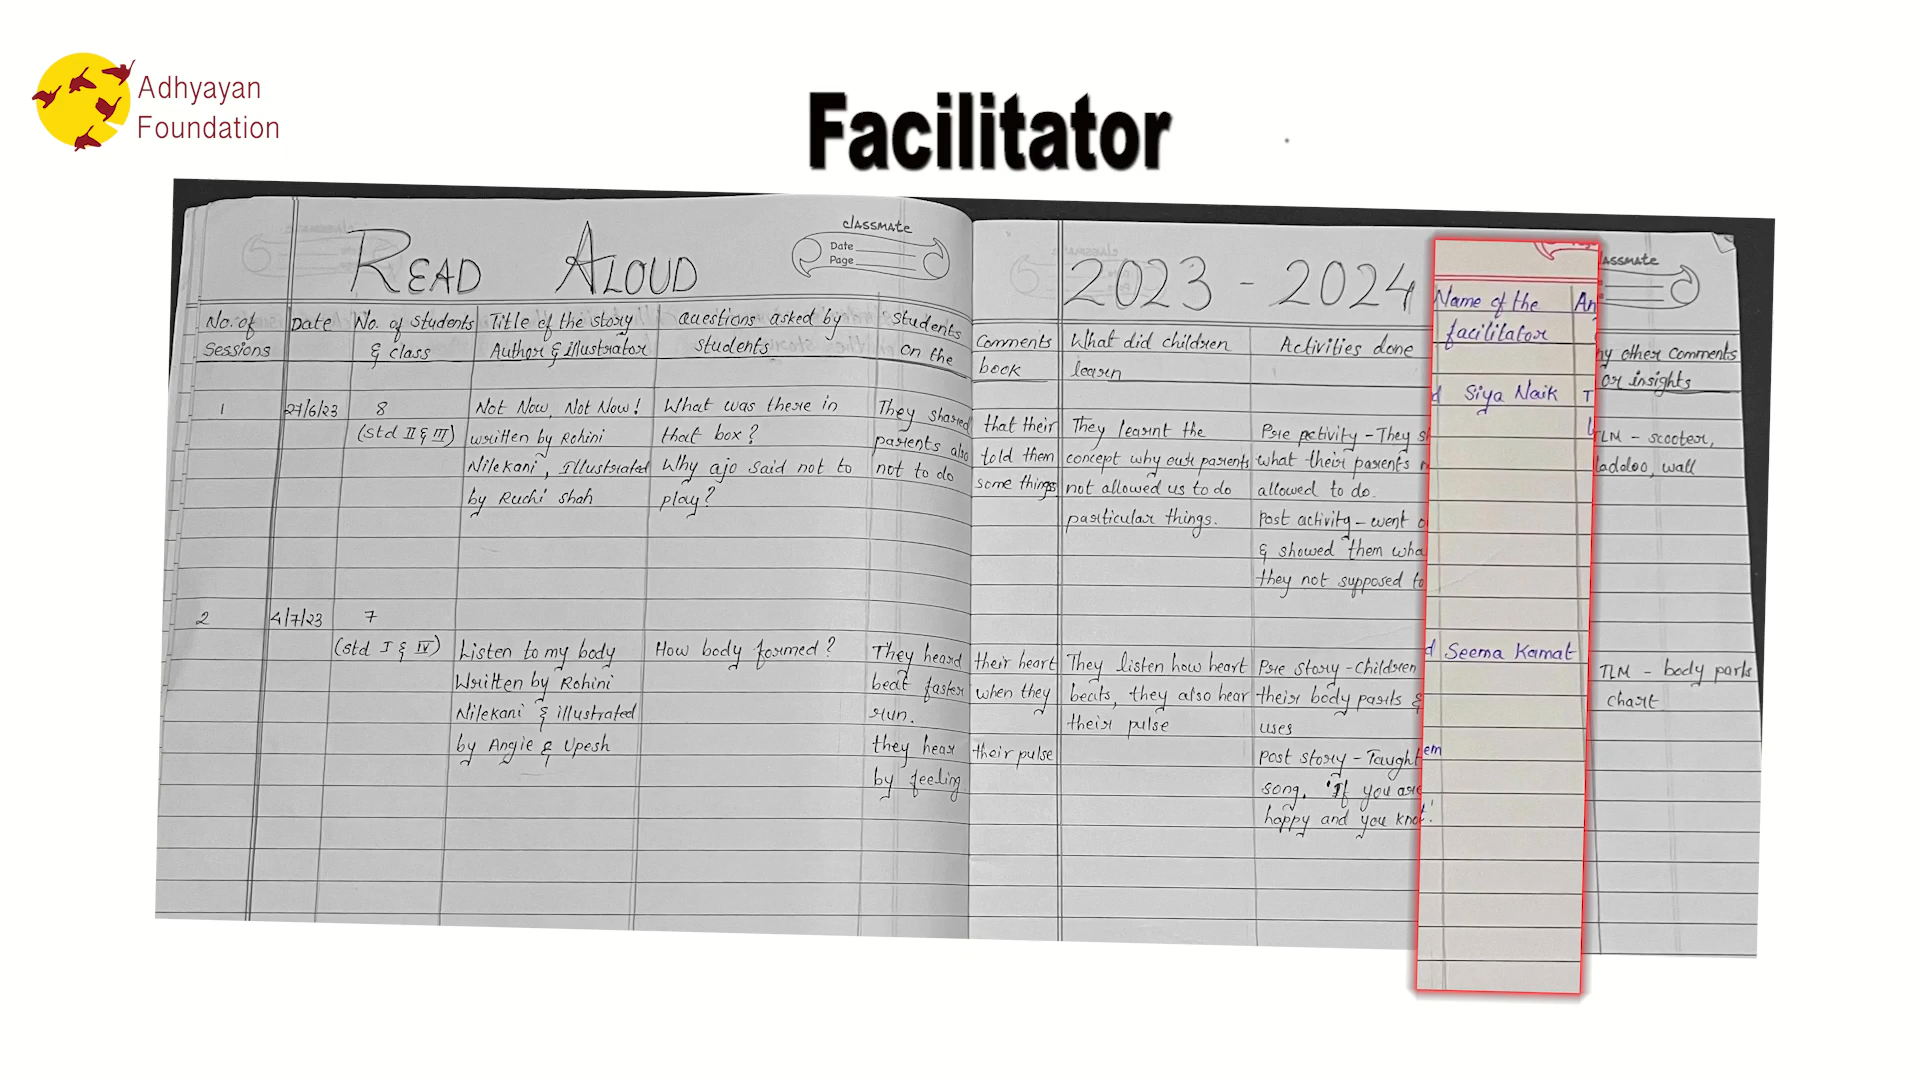 Adhyayan
Foundation
Facilitator
READ ALOUD
classmate
Date
Page
2023 - 2024
assmate
No. of Sessions
Date
No. of students & class
Title of the story Author & illustrator
Questions asked by students
Students on the
Comments book
What did children learn
Activities done
Name of the facilitator
An
ny other comments or insights
1
27/6/23
8
(Std II & III)
Not Now, Not Now!
written by Rohini
Nilekani, Illustrated
by Ruchi Shah
What was there in
that box?
Why ajo said not to
play?
They shared
parents also
not to do
that their
told them
some things
They learnt the
concept why our parents
not allowed us to do
particular things.
Pre activity - They s
what their parents
allowed to do.
Post activity - went o
& showed them wha
they not supposed to
d Siya Naik
T
L
TLM - scooter,
laddoo, wall
2
4/7/23
7
(std I & IV)
Listen to my body
Written by Rohini
Nilekani & illustrated
by Angie & Upesh
How body formed?
They heard
beat faster
run.
they hear
by feeling
their heart
when they
their pulse
They listen how heart
beats, they also hear
their pulse
Pre story - Children
their body parts &
uses
Post story - Taught em
song. 'If you are
happy and you kno!'
d Seema Kamat
TLM - body parts
chart